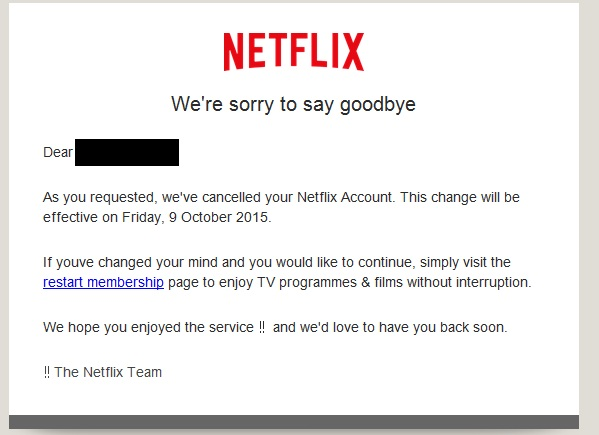 NETFLIX
We're sorry to say goodbye
Dear
As you requested, we've cancelled your Netflix Account. This change will be
effective on Friday, 9 October 2015.
If youve changed your mind and you would like to continue, simply visit the
restart membership page to enjoy TV programmes & films without interruption.
We hope you enjoyed the service !! and we'd love to have you back soon.
!! The Netflix Team